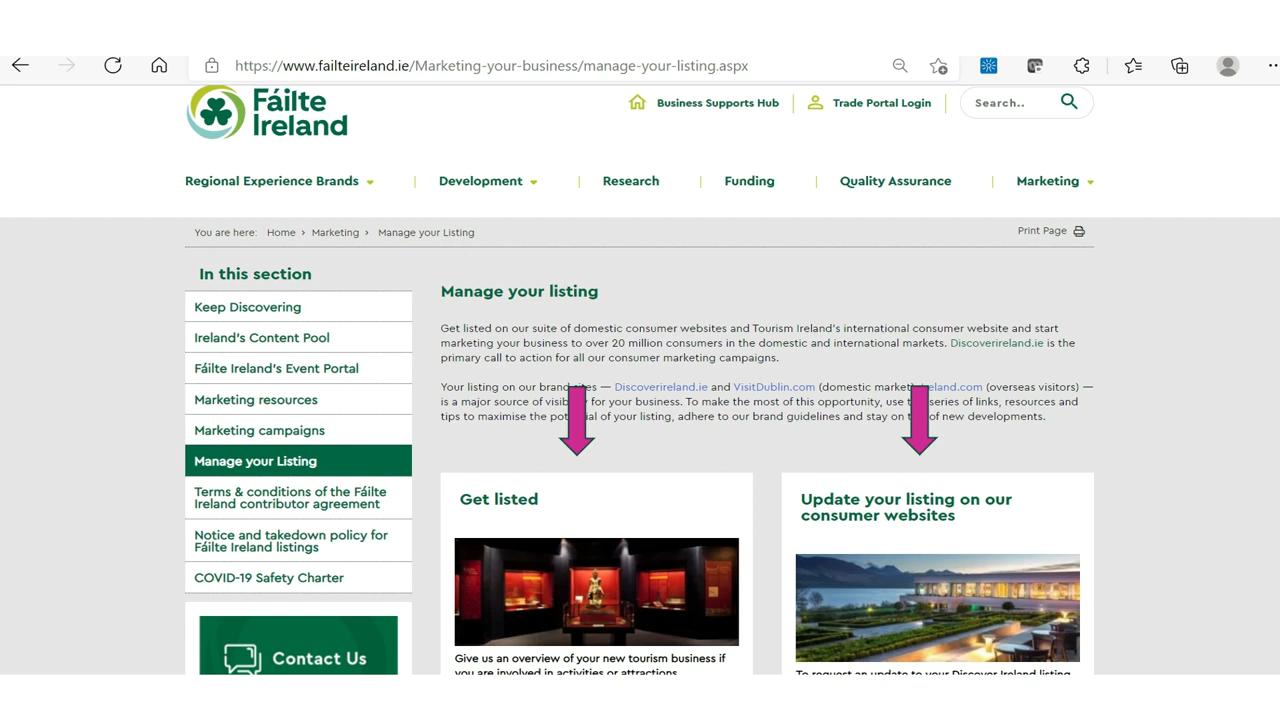 https://www.failteireland.ie/Marketing-your-business/manage-your-listing.aspx
Fáilte
Ireland
Business Supports Hub
Trade Portal Login
Search..
Regional Experience Brands
Development
Research
Funding
Quality Assurance
Marketing
You are here: Home › Marketing › Manage your Listing
Print Page
In this section
Keep Discovering
Ireland's Content Pool
Fáilte Ireland's Event Portal
Marketing resources
Marketing campaigns
Manage your Listing
Terms & conditions of the Fáilte
Ireland contributor agreement
Notice and takedown policy for
Fáilte Ireland listings
COVID-19 Safety Charter
Contact Us
Manage your listing
Get listed on our suite of domestic consumer websites and Tourism Ireland's international consumer website and start
marketing your business to over 20 million consumers in the domestic and international markets. Discoverireland.ie is the
primary call to action for all our consumer marketing campaigns.
Your listing on our brand sites — Discoverireland.ie and VisitDublin.com (domestic market) (overseas visitors) —
is a major source of for your business. To make the most of this opportunity, use series of links, resources and
tips to maximise the of your listing, adhere to our brand guidelines and stay on of new developments.
Get listed
Give us an overview of your new tourism business if
you are involved in activities or attractions
Update your listing on our
consumer websites
To request an update to your Discover Ireland listing